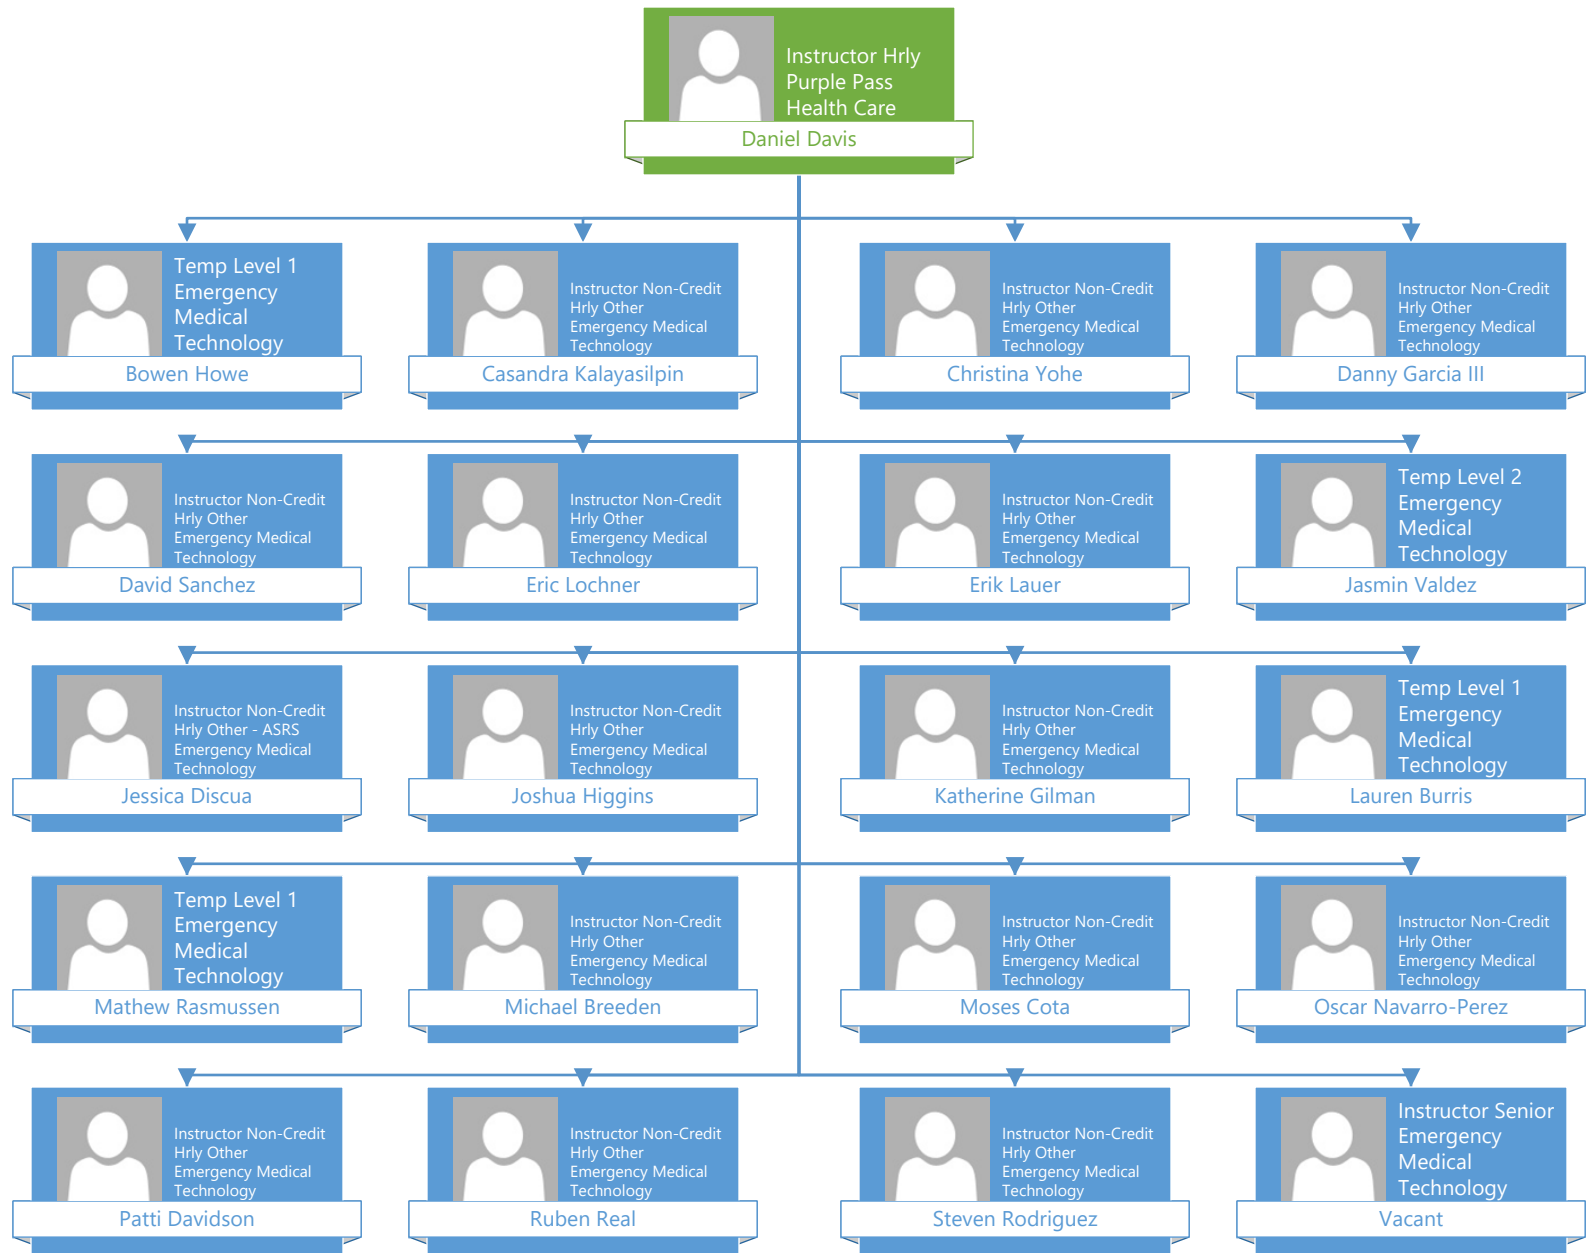 Instructor Hrly
Purple Pass
Health Care
Daniel Davis
Temp Level 1
Emergency
Medical
Technology
Bowen Howe
Instructor Non-Credit
Hrly Other
Emergency Medical
Technology
Casandra Kalayasilpin
Instructor Non-Credit
Hrly Other
Emergency Medical
Technology
Christina Yohe
Instructor Non-Credit
Hrly Other
Emergency Medical
Technology
Danny Garcia III
Instructor Non-Credit
Hrly Other
Emergency Medical
Technology
David Sanchez
Instructor Non-Credit
Hrly Other
Emergency Medical
Technology
Eric Lochner
Instructor Non-Credit
Hrly Other
Emergency Medical
Technology
Erik Lauer
Temp Level 2
Emergency
Medical
Technology
Jasmin Valdez
Instructor Non-Credit
Hrly Other - ASRS
Emergency Medical
Technology
Jessica Discua
Instructor Non-Credit
Hrly Other
Emergency Medical
Technology
Joshua Higgins
Instructor Non-Credit
Hrly Other
Emergency Medical
Technology
Katherine Gilman
Temp Level 1
Emergency
Medical
Technology
Lauren Burris
Temp Level 1
Emergency
Medical
Technology
Mathew Rasmussen
Instructor Non-Credit
Hrly Other
Emergency Medical
Technology
Michael Breeden
Instructor Non-Credit
Hrly Other
Emergency Medical
Technology
Moses Cota
Instructor Non-Credit
Hrly Other
Emergency Medical
Technology
Oscar Navarro-Perez
Instructor Non-Credit
Hrly Other
Emergency Medical
Technology
Patti Davidson
Instructor Non-Credit
Hrly Other
Emergency Medical
Technology
Ruben Real
Instructor Non-Credit
Hrly Other
Emergency Medical
Technology
Steven Rodriguez
Instructor Senior
Emergency
Medical
Technology
Vacant